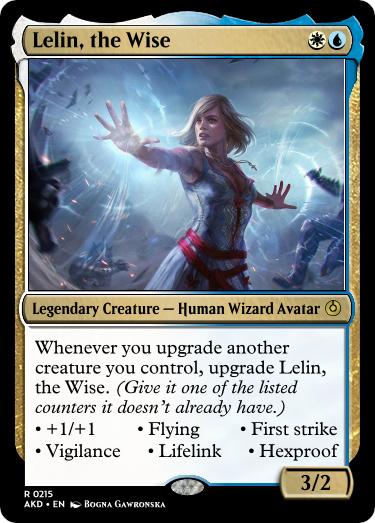 Lelin, the Wise
Legendary Creature — Human Wizard Avatar
Whenever you upgrade another
creature you control, upgrade Lelin,
the Wise. (Give it one of the listed
counters it doesn't already have.)
• +1/+1 • Flying • First strike
• Vigilance • Lifelink • Hexproof
3/2
R 0215
AKD • EN Bogna Gawronska